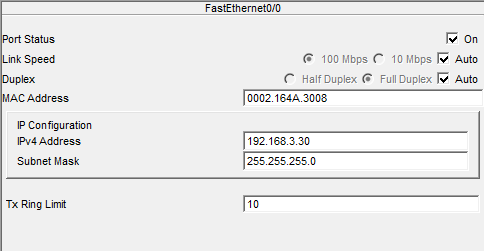 FastEthernet0/0
Port Status On
Link Speed 100 Mbps 10 Mbps Auto
Duplex Half Duplex Full Duplex Auto
MAC Address 0002.164A.3008
IP Configuration
IPv4 Address 192.168.3.30
Subnet Mask 255.255.255.0
Tx Ring Limit 10